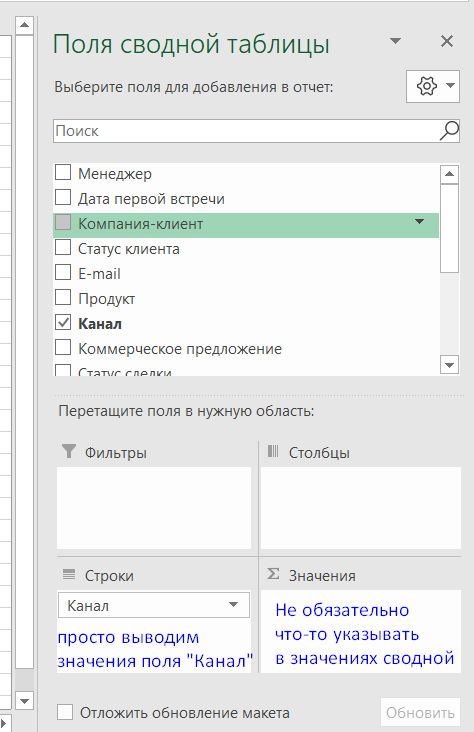 Поля сводной таблицы
Выберите поля для добавления в отчет:
Поиск
Менеджер
Дата первой встречи
Компания-клиент
Статус клиента
E-mail
Продукт
Канал
Коммерческое предложение
Статус сделки
Перетащите поля в нужную область:
Фильтры
Столбцы
Строки
Канал
просто выводим
значения поля "Канал"
Σ Значения
Не обязательно
что-то указывать
в значениях сводной
Отложить обновление макета
Обновить